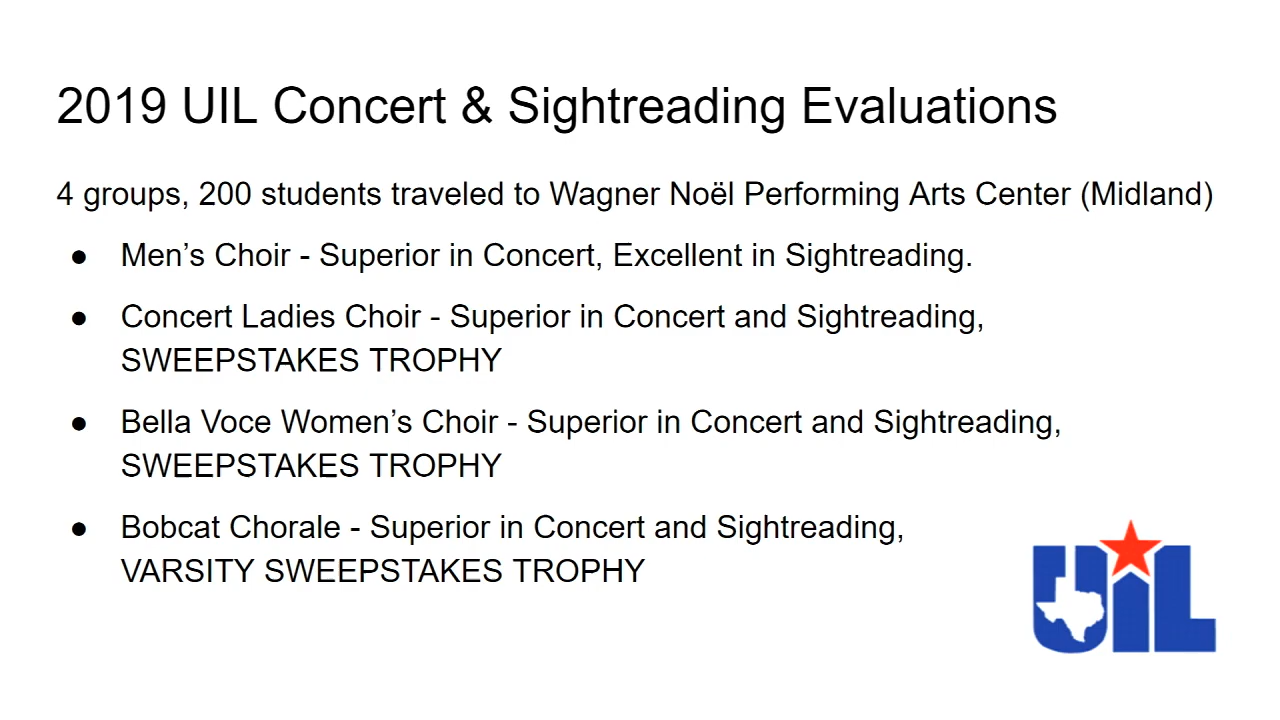 2019 UIL Concert & Sightreading Evaluations
4 groups, 200 students traveled to Wagner Noël Performing Arts Center (Midland)
● Men’s Choir - Superior in Concert, Excellent in Sightreading.
● Concert Ladies Choir - Superior in Concert and Sightreading,
SWEEPSTAKES TROPHY
● Bella Voce Women’s Choir - Superior in Concert and Sightreading,
SWEEPSTAKES TROPHY
● Bobcat Chorale - Superior in Concert and Sightreading,
VARSITY SWEEPSTAKES TROPHY
UIL